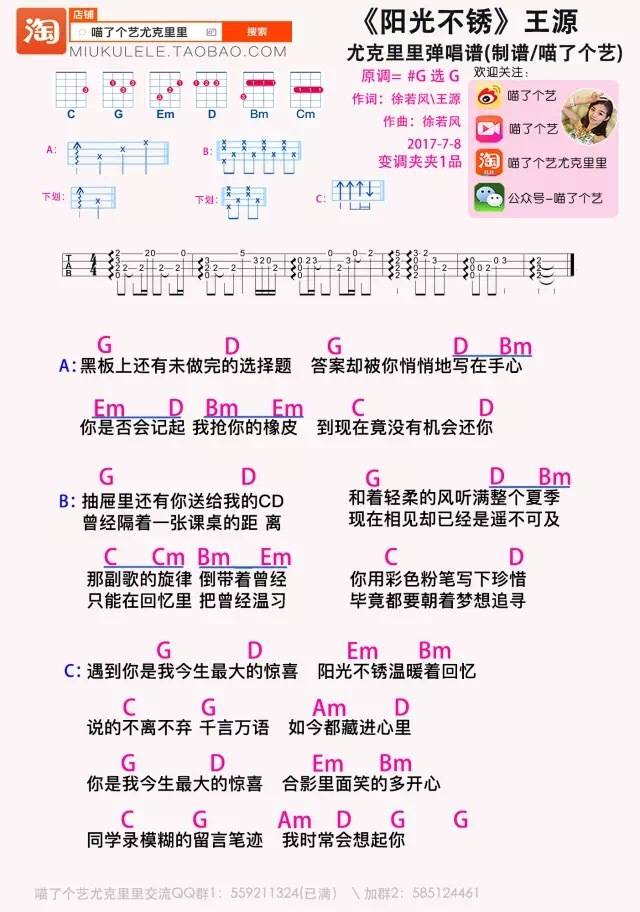 淘
店铺
喵了个艺尤克里里
搜索
MIUKULELE.TAOBAO.COM
《阳光不锈》王源
尤克里里弹唱谱(制谱/喵了个艺)
原调= #G 选 G
作词：徐若风\王源
作曲：徐若风
2017-7-8
变调夹夹1品
欢迎关注：
喵了个艺
喵了个艺
喵了个艺尤克里里
公众号-喵了个艺
C G Em D Bm Cm
A：
B：
下划：
下划：
C：
G D G D Bm
A：黑板上还有未做完的选择题 答案却被你悄悄地写在手心
Em D Bm Em C D
你是否会记起 我抢你的橡皮 到现在竟没有机会还你
G D G D Bm
B：抽屉里还有你送给我的CD 和着轻柔的风听满整个夏季
曾经隔着一张课桌的距 离 现在相见却已经是遥不可及
C Cm Bm Em C D
那副歌的旋律 倒带着曾经 你用彩色粉笔写下珍惜
只能在回忆里 把曾经温习 毕竟都要朝着梦想追寻
G D Em Bm
C：遇到你是我今生最大的惊喜 阳光不锈温暖着回忆
C G Am D
说的不离不弃 千言万语 如今都藏进心里
G D Em Bm
你是我今生最大的惊喜 合影里面笑的多开心
C G Am D G G
同学录模糊的留言笔迹 我时常会想起你
喵了个艺尤克里里交流QQ群1：559211324(已满） \ 加群2：585124461